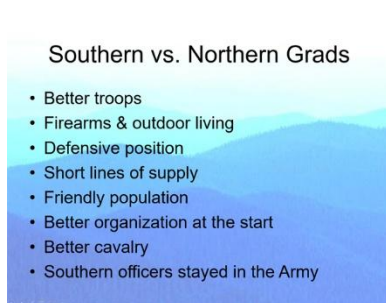 Southern vs. Northern Grads
• Better troops
• Firearms & outdoor living
• Defensive position
• Short lines of supply
• Friendly population
• Better organization at the start
• Better cavalry
• Southern officers stayed in the Army